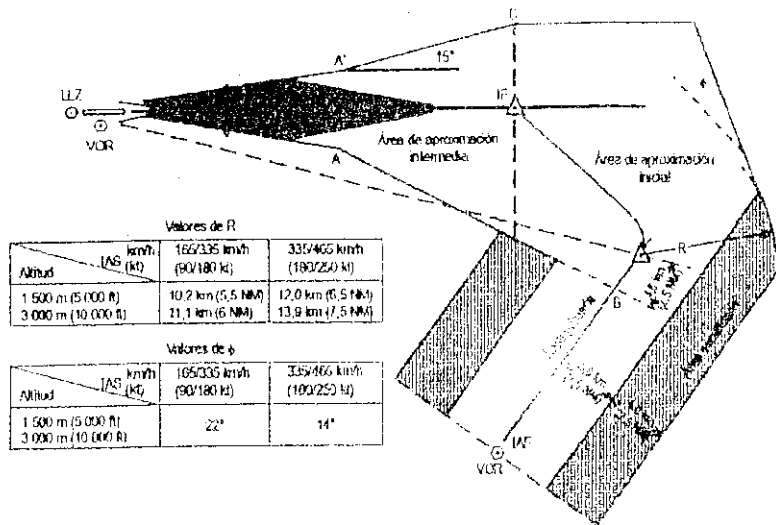 C
A'
15°
IF
LLZ
VOR
A
Área de aproximación
intermedia
Área de aproximación
inicial
R
B
IAF
VOR
Valores de R
km/h
IAS (kt)
Altitud
165/335 km/h
(90/180 kt)
335/465 km/h
(180/250 kt)
1 500 m (5 000 ft)
10,2 km (5,5 NM)
12,0 km (6,5 NM)
3 000 m (10 000 ft)
11,1 km (6 NM)
13,9 km (7,5 NM)
Valores de ϕ
km/h
IAS (kt)
Altitud
165/335 km/h
(90/180 kt)
335/465 km/h
(180/250 kt)
1 500 m (5 000 ft)
3 000 m (10 000 ft)
22°
14°